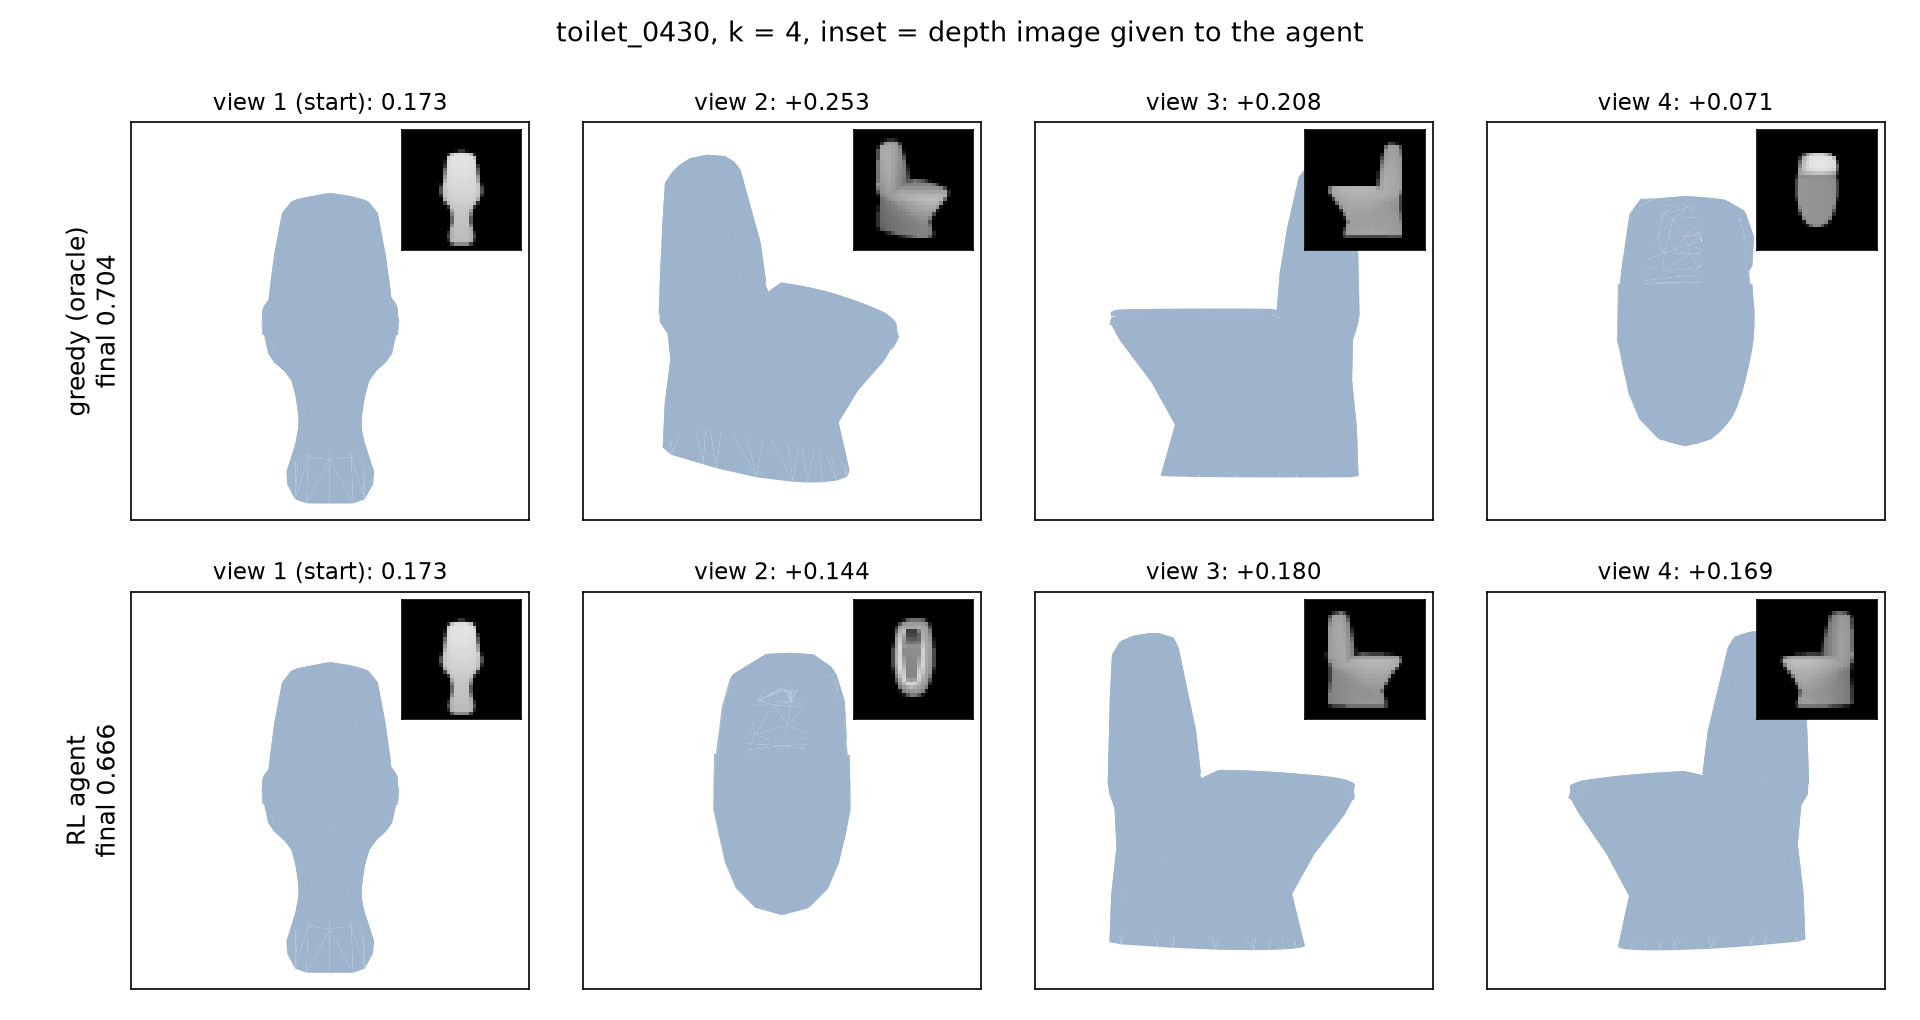 toilet_0430, k = 4, inset = depth image given to the agent
greedy (oracle)
final 0.704
view 1 (start): 0.173
view 2: +0.253
view 3: +0.208
view 4: +0.071
RL agent
final 0.666
view 1 (start): 0.173
view 2: +0.144
view 3: +0.180
view 4: +0.169